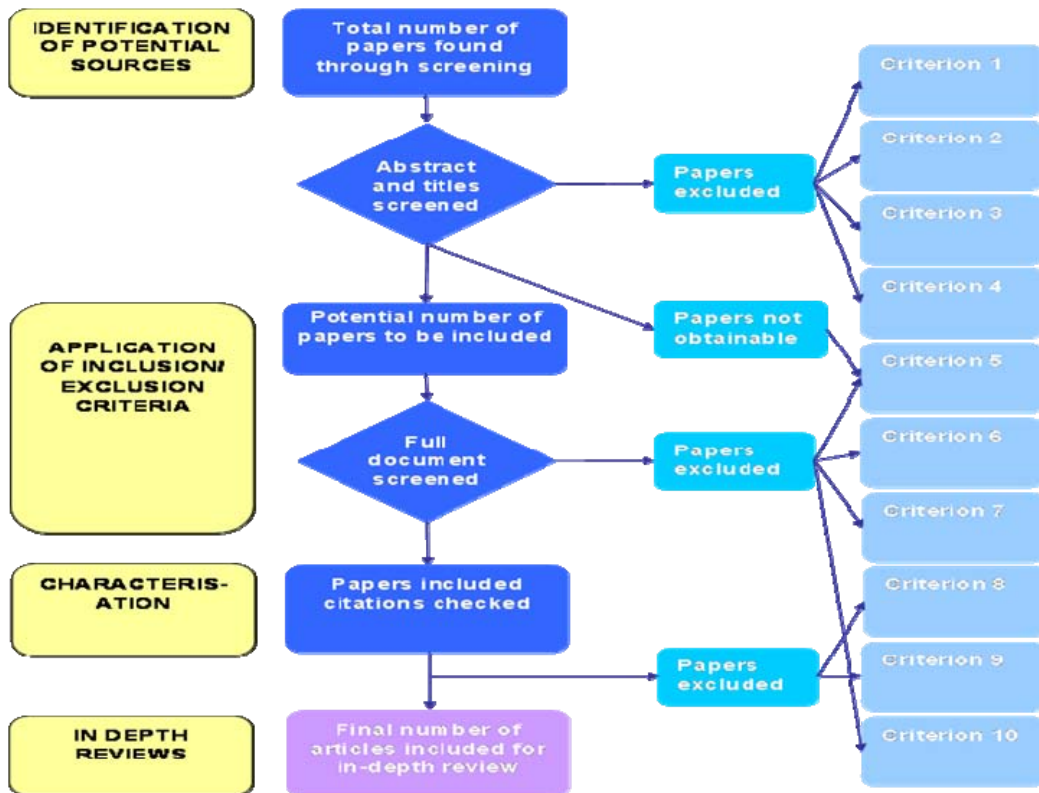 IDENTIFICATION
OF POTENTIAL
SOURCES
Total number of
papers found
through screening
Criterion 1
Criterion 2
Abstract
and titles
screened
Papers
excluded
Criterion 3
Criterion 4
APPLICATION
OF INCLUSION/
EXCLUSION
CRITERIA
Potential number of
papers to be included
Papers not
obtainable
Criterion 5
Full
document
screened
Papers
excluded
Criterion 6
Criterion 7
CHARACTERIS-
ATION
Papers included
citations checked
Criterion 8
Papers
excluded
Criterion 9
IN DEPTH
REVIEWS
Final number of
articles included for
in-depth review
Criterion 10